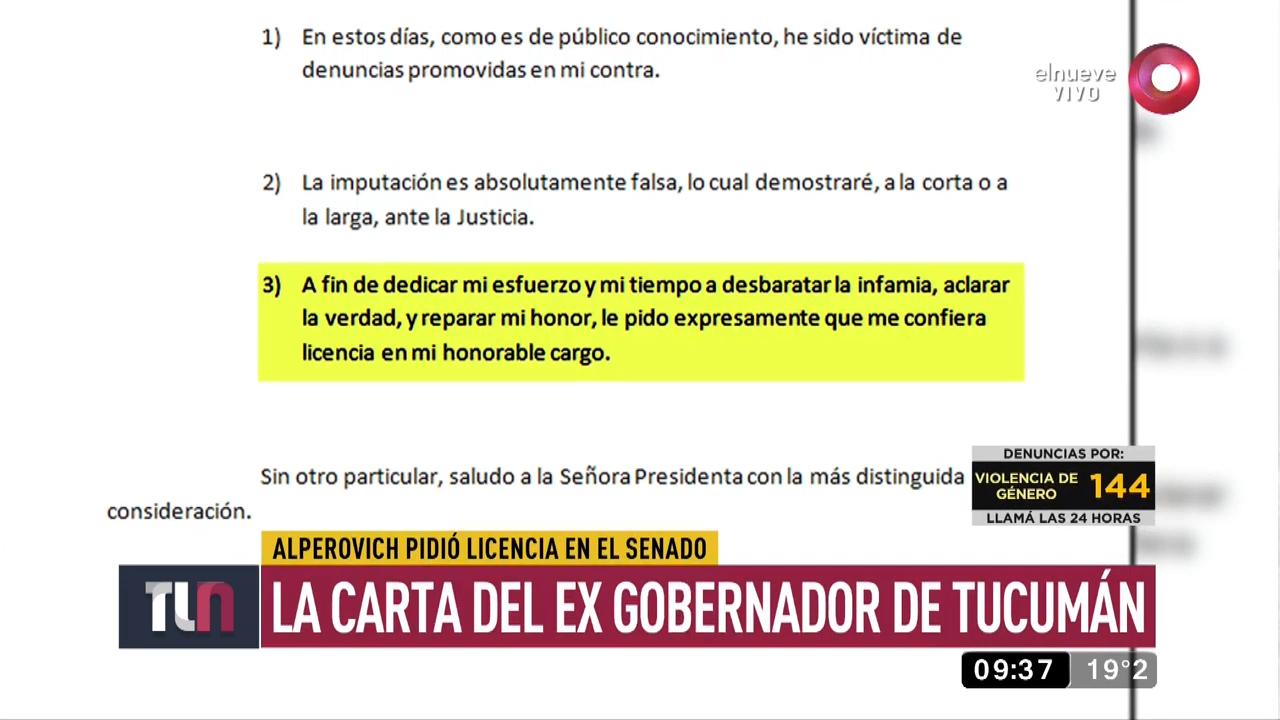 1) En estos días, como es de público conocimiento, he sido víctima de
denuncias promovidas en mi contra.
elnueve
VIVO
2) La imputación es absolutamente falsa, lo cual demostraré, a la corta o a
la larga, ante la Justicia.
3) A fin de dedicar mi esfuerzo y mi tiempo a desbaratar la infamia, aclarar
la verdad, y reparar mi honor, le pido expresamente que me confiera
licencia en mi honorable cargo.
Sin otro particular, saludo a la Señora Presidenta con la más distinguida
consideración.
DENUNCIAS POR:
VIOLENCIA DE
GÉNERO
144
LLAMÁ LAS 24 HORAS
ALPEROVICH PIDIÓ LICENCIA EN EL SENADO
TLN
LA CARTA DEL EX GOBERNADOR DE TUCUMÁN
09:37 19°2